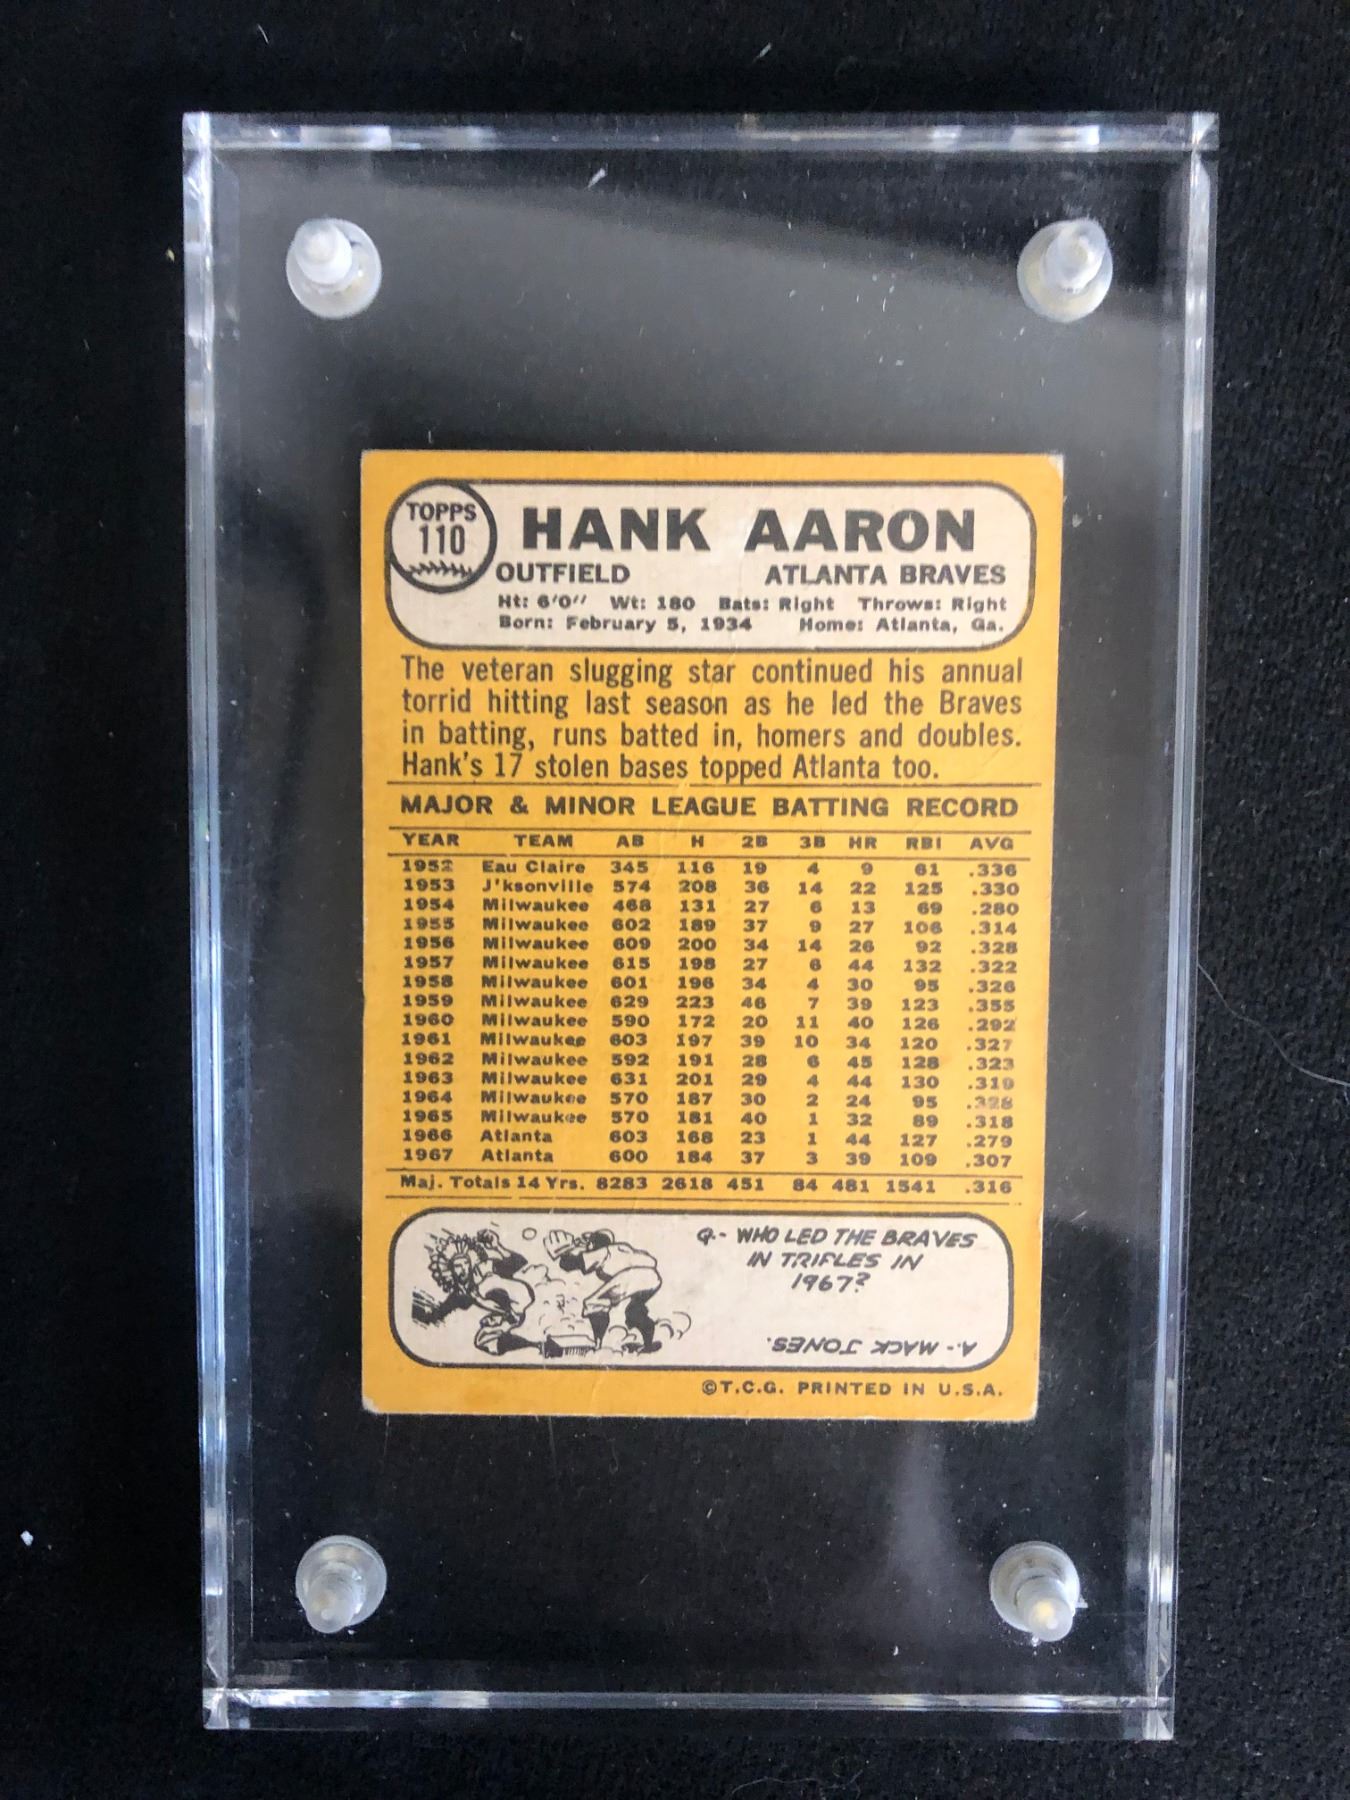 TOPPS
110
HANK AARON
OUTFIELD ATLANTA BRAVES
Ht: 6'0" Wt: 180 Bats: Right Throws: Right
Born: February 5, 1934 Home: Atlanta, Ga.
The veteran slugging star continued his annual
torrid hitting last season as he led the Braves
in batting, runs batted in, homers and doubles.
Hank's 17 stolen bases topped Atlanta too.
MAJOR & MINOR LEAGUE BATTING RECORD
YEAR TEAM AB H 2B 3B HR RBI AVG
1952 Eau Claire 345 116 19 4 9 61 .336
1953 J'ksonville 574 208 36 14 22 125 .330
1954 Milwaukee 468 131 27 6 13 69 .280
1955 Milwaukee 602 189 37 9 27 106 .314
1956 Milwaukee 609 200 34 14 26 92 .328
1957 Milwaukee 615 198 27 6 44 132 .322
1958 Milwaukee 601 196 34 4 30 95 .326
1959 Milwaukee 629 223 46 7 39 123 .355
1960 Milwaukee 590 172 20 11 40 126 .292
1961 Milwaukee 603 197 39 10 34 120 .327
1962 Milwaukee 592 191 28 6 45 128 .323
1963 Milwaukee 631 201 29 4 44 130 .319
1964 Milwaukee 570 187 30 2 24 95 .328
1965 Milwaukee 570 181 40 1 32 89 .318
1966 Atlanta 603 168 23 1 44 127 .279
1967 Atlanta 600 184 37 3 39 109 .307
Maj. Totals 14 Yrs. 8283 2618 451 84 481 1541 .316
Q.- WHO LED THE BRAVES
IN TRIPLES IN
1967?
A.- MACK JONES.
©T.C.G. PRINTED IN U.S.A.